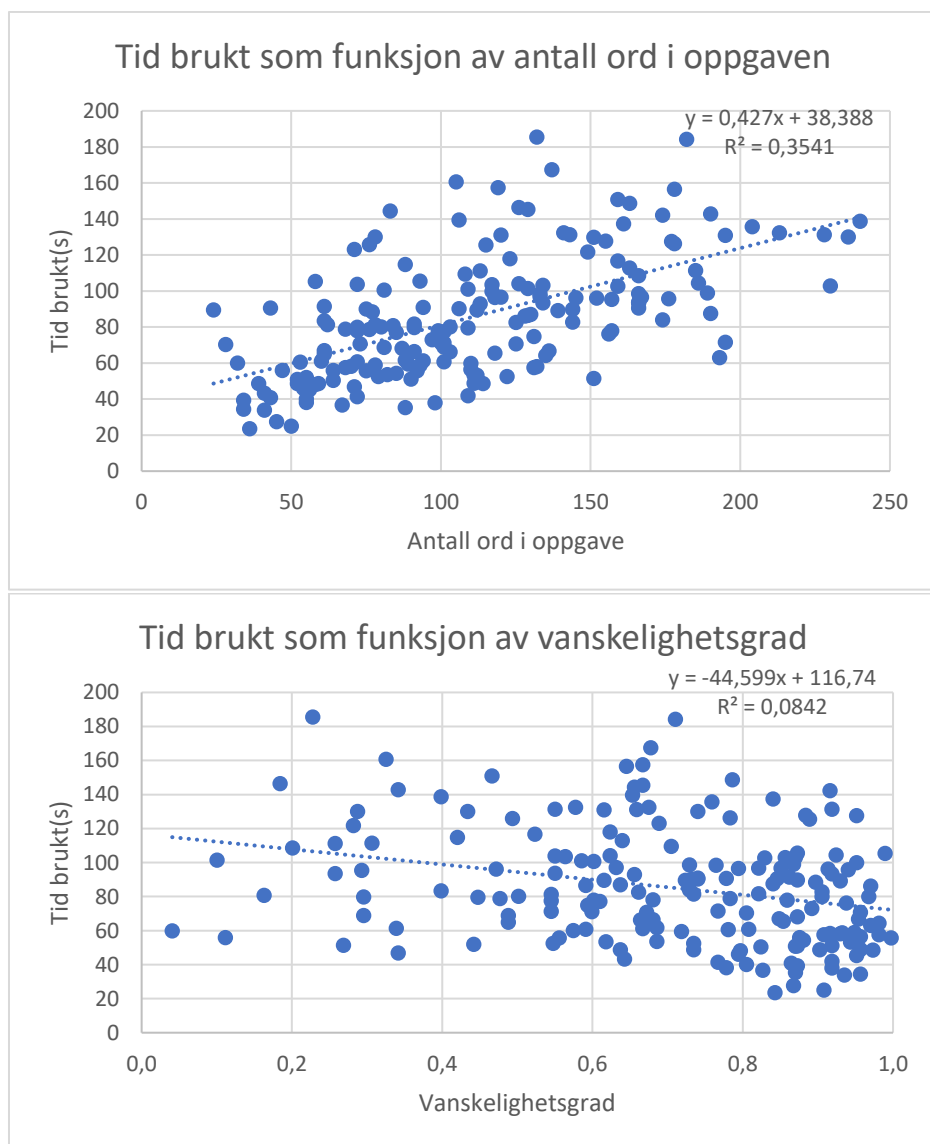 Tid brukt som funksjon av antall ord i oppgaven
y = 0,427x + 38,388
R² = 0,3541
200
180
160
140
120
100
80
60
40
20
0
Tid brukt(s)
0 50 100 150 200 250
Antall ord i oppgave
Tid brukt som funksjon av vanskelighetsgrad
y = -44,599x + 116,74
R² = 0,0842
200
180
160
140
120
100
80
60
40
20
0
Tid brukt(s)
0,0 0,2 0,4 0,6 0,8 1,0
Vanskelighetsgrad